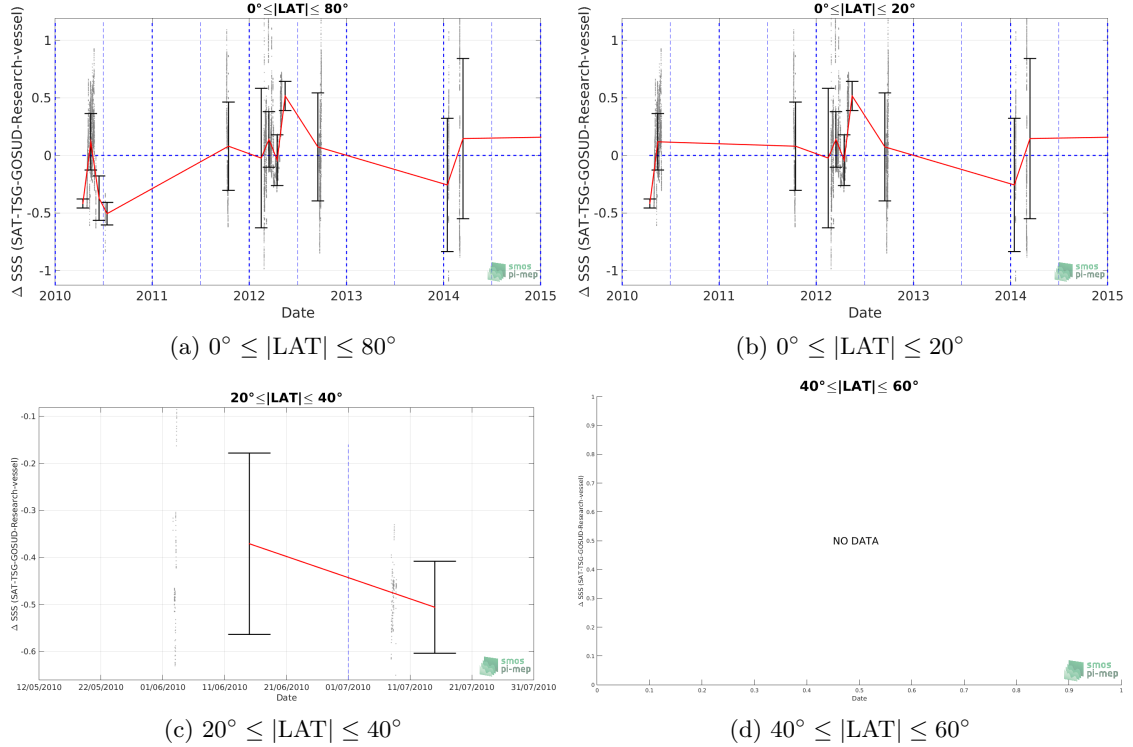 0°≤|LAT|≤ 80°
Δ SSS (SAT-TSG-GOSUD-Research-vessel)
1
0.5
0
-0.5
-1
smos
pi-mep
2010 2011 2012 2013 2014 2015
Date
(a) 0° ≤ |LAT| ≤ 80°
0°≤|LAT|≤ 20°
Δ SSS (SAT-TSG-GOSUD-Research-vessel)
1
0.5
0
-0.5
-1
smos
pi-mep
2010 2011 2012 2013 2014 2015
Date
(b) 0° ≤ |LAT| ≤ 20°
20°≤|LAT|≤ 40°
Δ SSS (SAT-TSG-GOSUD-Research-vessel)
-0.1
-0.2
-0.3
-0.4
-0.5
-0.6
smos
pi-mep
12/05/2010 22/05/2010 01/06/2010 11/06/2010 21/06/2010 01/07/2010 11/07/2010 21/07/2010 31/07/2010
Date
(c) 20° ≤ |LAT| ≤ 40°
40°≤|LAT|≤ 60°
Δ SSS (SAT-TSG-GOSUD-Research-vessel)
1
0.9
0.8
0.7
0.6
0.5
0.4
0.3
0.2
0.1
0
NO DATA
smos
pi-mep
0 0.1 0.2 0.3 0.4 0.5 0.6 0.7 0.8 0.9 1
Date
(d) 40° ≤ |LAT| ≤ 60°